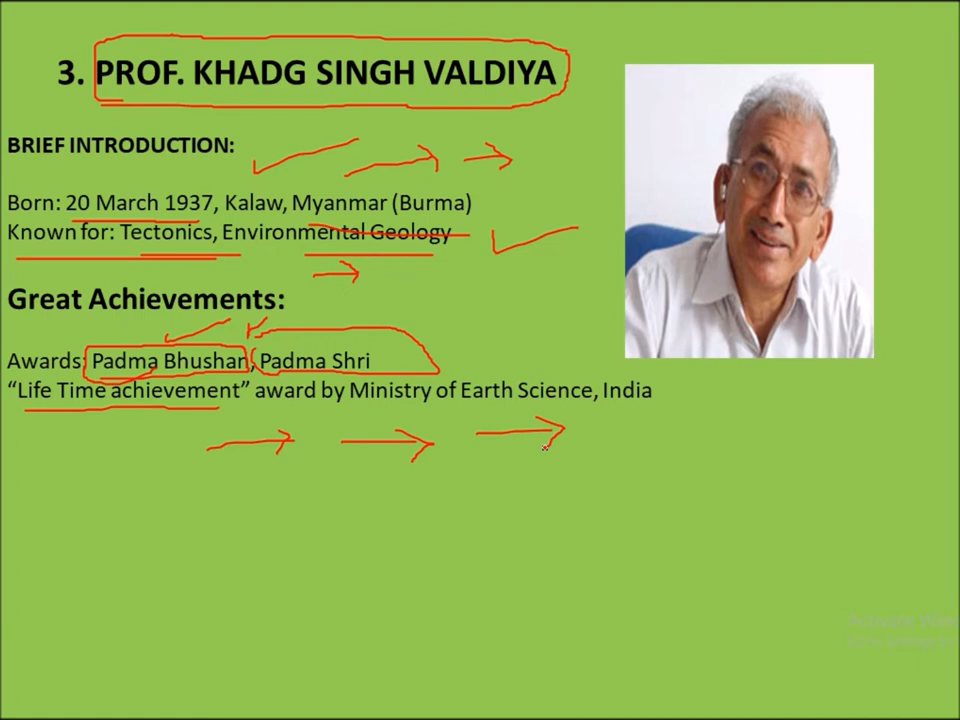 3. PROF. KHADG SINGH VALDIYA
BRIEF INTRODUCTION:
Born: 20 March 1937, Kalaw, Myanmar (Burma)
Known for: Tectonics, Environmental Geology
Great Achievements:
Awards: Padma Bhushan, Padma Shri
“Life Time achievement” award by Ministry of Earth Science, India